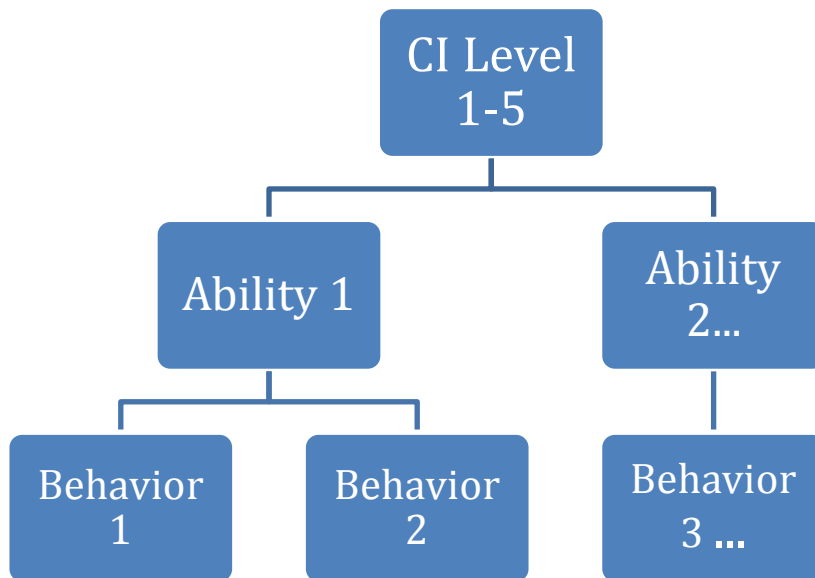 CI Level
1-5
Ability 1
Ability
2...
Behavior
1
Behavior
2
Behavior
3 ...